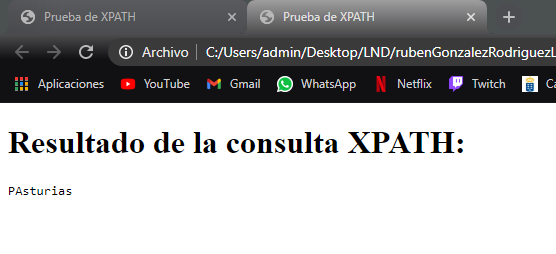 Prueba de XPATH
Prueba de XPATH
Archivo C:/Users/admin/Desktop/LND/rubenGonzalezRodriguezL
Aplicaciones YouTube Gmail WhatsApp Netflix Twitch Ca
Resultado de la consulta XPATH:
PAsturias